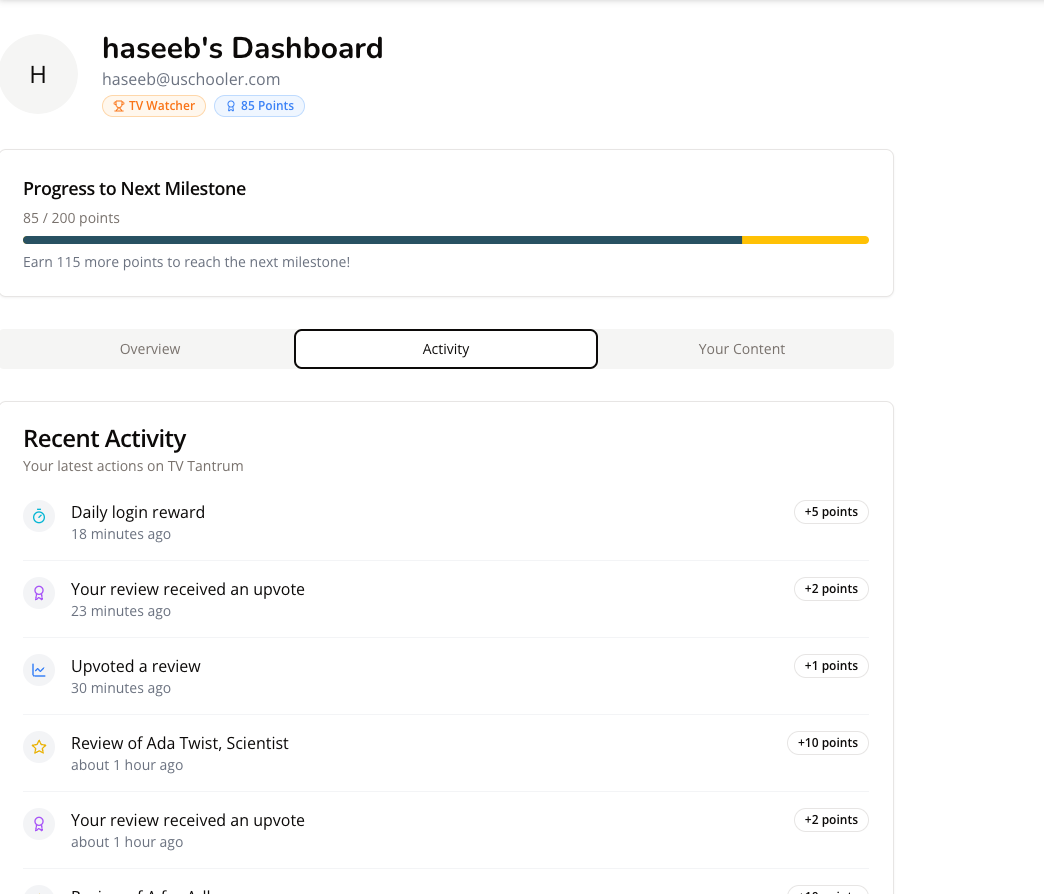 H
haseeb's Dashboard
haseeb@uschooler.com
TV Watcher
85 Points
Progress to Next Milestone
85 / 200 points
Earn 115 more points to reach the next milestone!
Overview
Activity
Your Content
Recent Activity
Your latest actions on TV Tantrum
Daily login reward
+5 points
18 minutes ago
Your review received an upvote
+2 points
23 minutes ago
Upvoted a review
+1 points
30 minutes ago
Review of Ada Twist, Scientist
+10 points
about 1 hour ago
Your review received an upvote
+2 points
about 1 hour ago